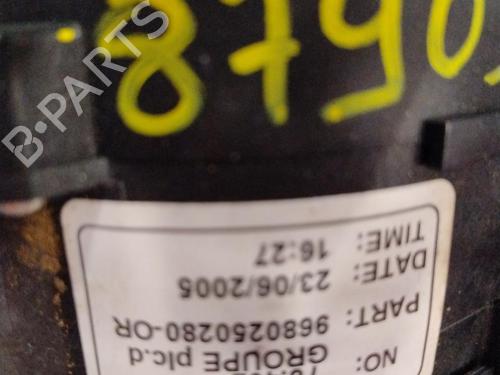 8790
B-PARTS
GROUPE plc.d
NO:
PART: 9680250280-OR
DATE: 23/06/2005
TIME: 16:27